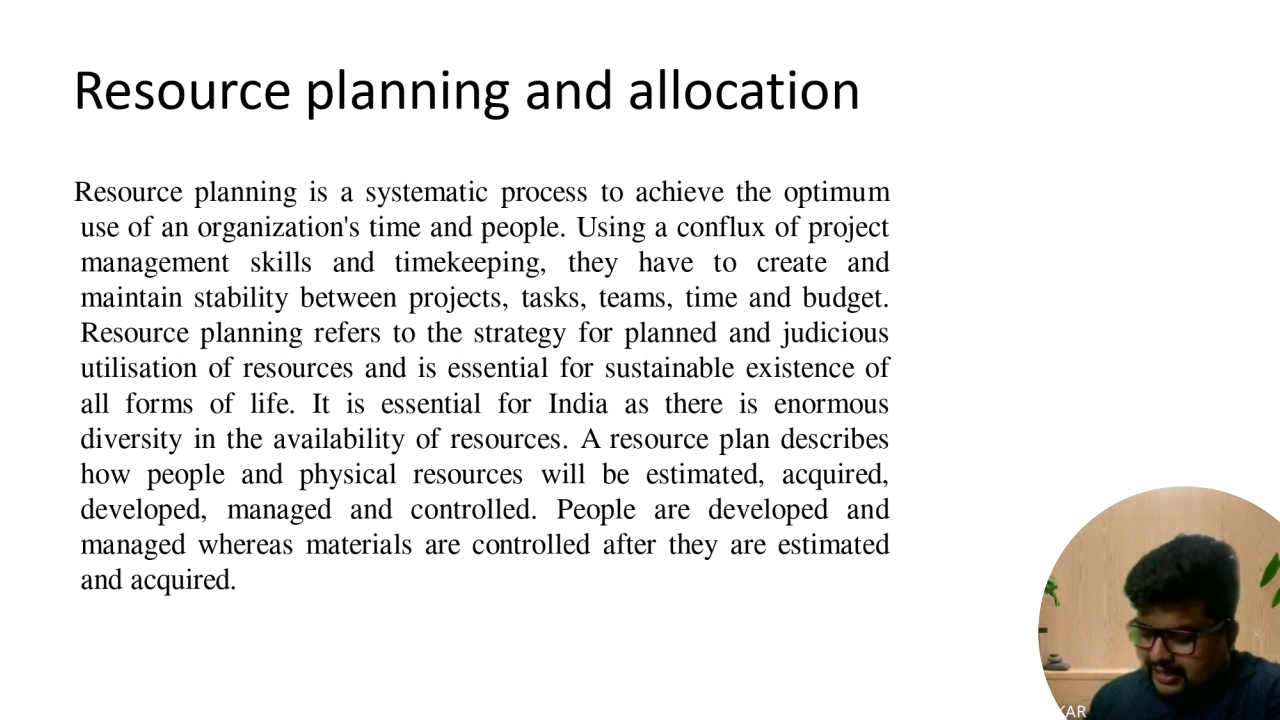 Resource planning and allocation
Resource planning is a systematic process to achieve the optimum
use of an organization's time and people. Using a conflux of project
management skills and timekeeping, they have to create and
maintain stability between projects, tasks, teams, time and budget.
Resource planning refers to the strategy for planned and judicious
utilisation of resources and is essential for sustainable existence of
all forms of life. It is essential for India as there is enormous
diversity in the availability of resources. A resource plan describes
how people and physical resources will be estimated, acquired,
developed, managed and controlled. People are developed and
managed whereas materials are controlled after they are estimated
and acquired.
KAR